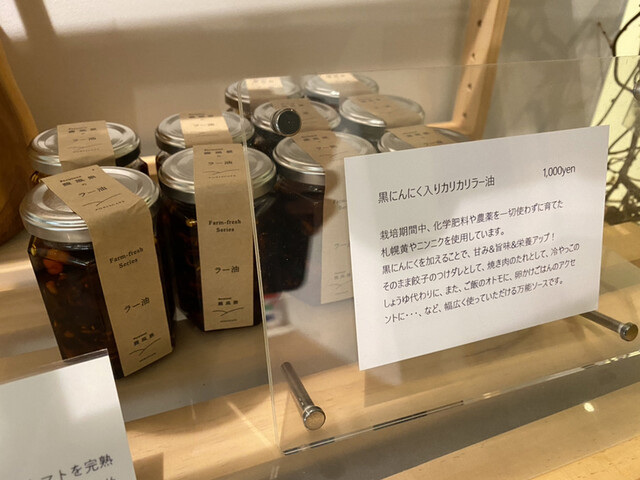 黒にんにく入りカリカリラー油 1,000yen
栽培期間中、化学肥料や農薬を一切使わずに育てた
札幌黄やニンニクを使用しています。
黒にんにくを加えることで、甘み&旨味&栄養アップ!
そのまま餃子のつけダレとして、焼き肉のたれとして、冷やっこの
しょうゆ代わりに、また、ご飯のオトモに、卵かけごはんのアクセ
ントに・・・、など、幅広く使っていただける万能ソースです。
Farm-fresh
Series
ラー油
Farm-fresh
Series
ラー油
ラー油
マトを完熟